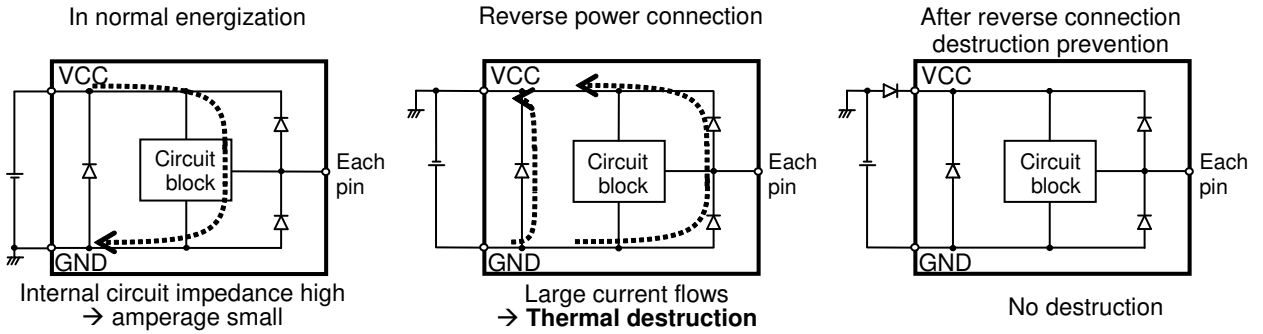 In normal energization
VCC
Circuit
block
Each
pin
GND
Internal circuit impedance high
→ amperage small
Reverse power connection
VCC
Circuit
block
Each
pin
GND
Large current flows
→ Thermal destruction
After reverse connection
destruction prevention
VCC
Circuit
block
Each
pin
GND
No destruction